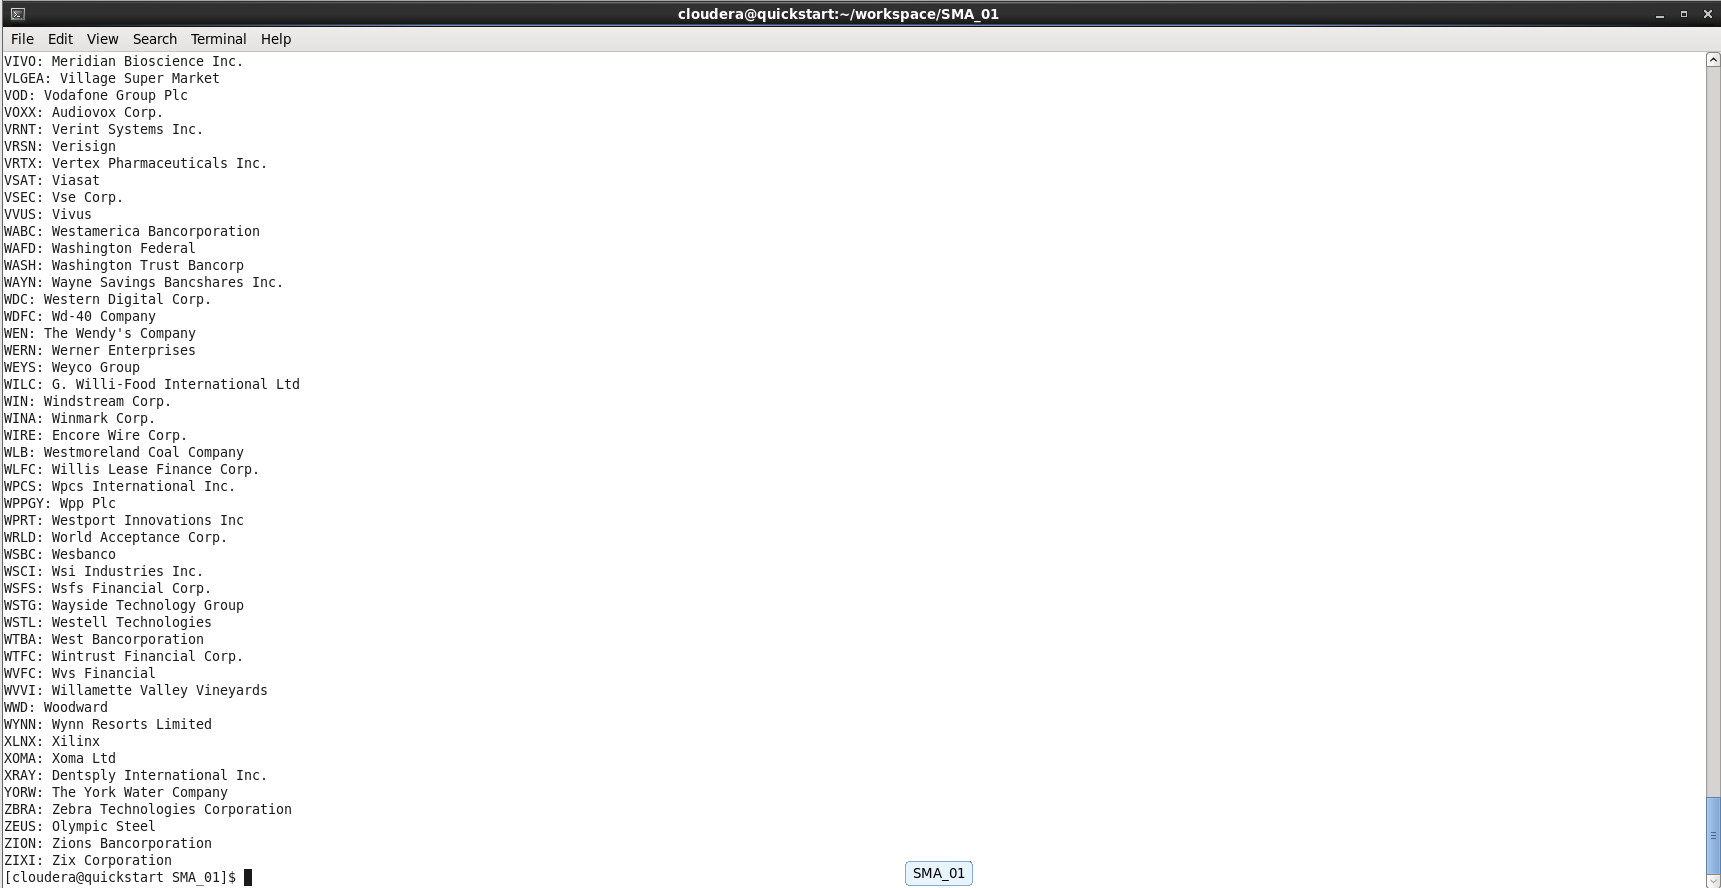 cloudera@quickstart:~/workspace/SMA_01
File Edit View Search Terminal Help
VIVO: Meridian Bioscience Inc.
VLGEA: Village Super Market
VOD: Vodafone Group Plc
VOXX: Audiovox Corp.
VRNT: Verint Systems Inc.
VRSN: Verisign
VRTX: Vertex Pharmaceuticals Inc.
VSAT: Viasat
VSEC: Vse Corp.
VVUS: Vivus
WABC: Westamerica Bancorporation
WAFD: Washington Federal
WASH: Washington Trust Bancorp
WAYN: Wayne Savings Bancshares Inc.
WDC: Western Digital Corp.
WDFC: Wd-40 Company
WEN: The Wendy's Company
WERN: Werner Enterprises
WEYS: Weyco Group
WILC: G. Willi-Food International Ltd
WIN: Windstream Corp.
WINA: Winmark Corp.
WIRE: Encore Wire Corp.
WLB: Westmoreland Coal Company
WLFC: Willis Lease Finance Corp.
WPCS: Wpcs International Inc.
WPPGY: Wpp Plc
WPRT: Westport Innovations Inc
WRLD: World Acceptance Corp.
WSBC: Wesbanco
WSCI: Wsi Industries Inc.
WSFS: Wsfs Financial Corp.
WSTG: Wayside Technology Group
WSTL: Westell Technologies
WTBA: West Bancorporation
WTFC: Wintrust Financial Corp.
WVFC: Wvs Financial
WVVI: Willamette Valley Vineyards
WWD: Woodward
WYNN: Wynn Resorts Limited
XLNX: Xilinx
XOMA: Xoma Ltd
XRAY: Dentsply International Inc.
YORW: The York Water Company
ZBRA: Zebra Technologies Corporation
ZEUS: Olympic Steel
ZION: Zions Bancorporation
ZIXI: Zix Corporation
[cloudera@quickstart SMA_01]$
SMA_01